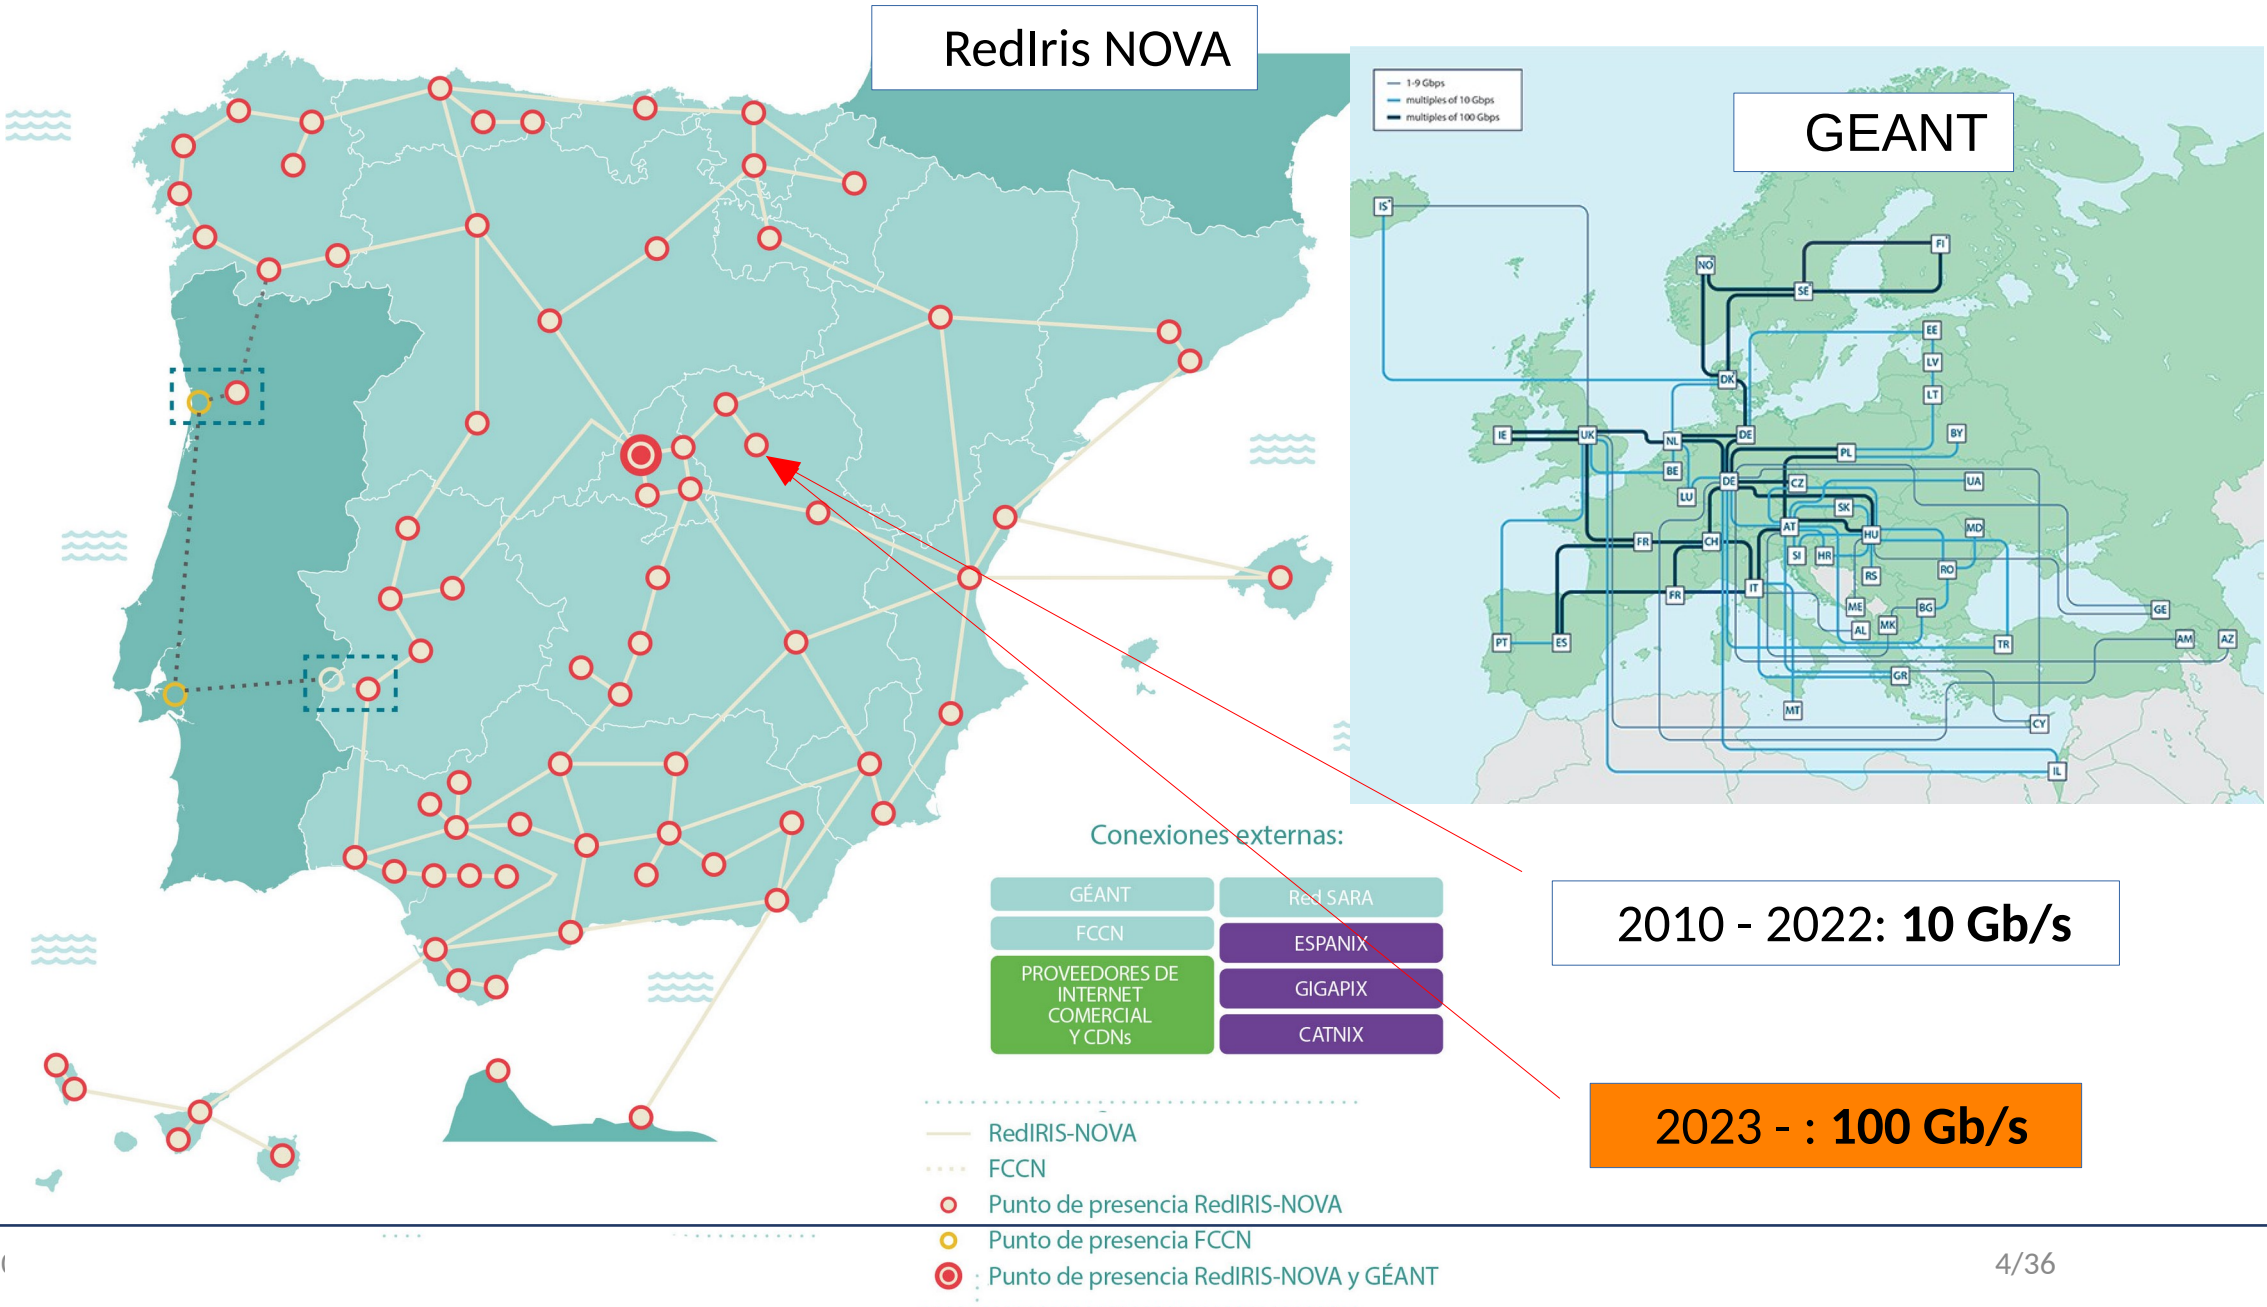 RedIris NOVA
1-9 Gbps
multiples of 10 Gbps
multiples of 100 Gbps
GEANT
IS*
FI*
NO*
SE*
EE
LV
DK*
LT
IE
UK
NL
DE
BY
PL
BE
DE
CZ
UA
LU
SK
AT
HU
MD
FR
CH
SI
HR
RS
RO
FR
IT
ME
BG
GE
AL
MK
PT
ES
TR
AM
AZ
GR
MT
CY
IL
Conexiones externas:
GÉANT
Red SARA
FCCN
ESPANIX
PROVEEDORES DE
INTERNET
COMERCIAL
Y CDNs
GIGAPIX
CATNIX
2010 - 2022: 10 Gb/s
2023 - : 100 Gb/s
RedIRIS-NOVA
FCCN
Punto de presencia RedIRIS-NOVA
Punto de presencia FCCN
Punto de presencia RedIRIS-NOVA y GÉANT
4/36